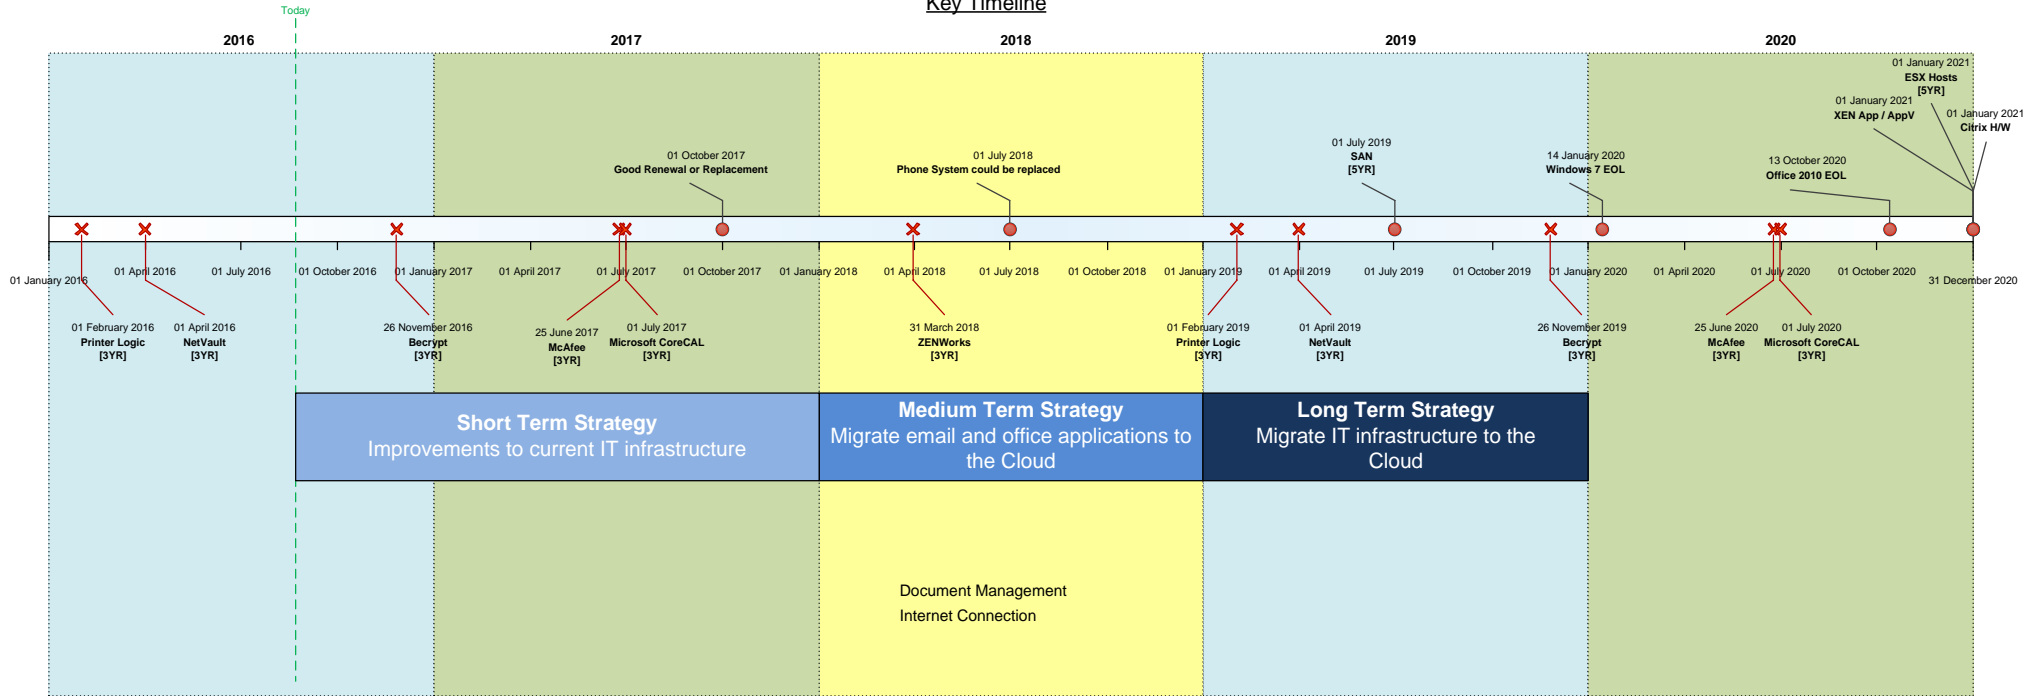 Key Timeline
Today
2016
2017
2018
2019
2020
01 October 2017
Good Renewal or Replacement
01 July 2018
Phone System could be replaced
01 July 2019
SAN
[5YR]
14 January 2020
Windows 7 EOL
13 October 2020
Office 2010 EOL
01 January 2021
XEN App / AppV
01 January 2021
ESX Hosts
[5YR]
01 January 2021
Citrix H/W
01 January 2016
01 April 2016
01 July 2016
01 October 2016
01 January 2017
01 April 2017
01 July 2017
01 October 2017
01 January 2018
01 April 2018
01 July 2018
01 October 2018
01 January 2019
01 April 2019
01 July 2019
01 October 2019
01 January 2020
01 April 2020
01 July 2020
01 October 2020
31 December 2020
01 February 2016
Printer Logic
[3YR]
01 April 2016
NetVault
[3YR]
26 November 2016
Becrypt
[3YR]
25 June 2017
McAfee
[3YR]
01 July 2017
Microsoft CoreCAL
[3YR]
31 March 2018
ZENWorks
[3YR]
01 February 2019
Printer Logic
[3YR]
01 April 2019
NetVault
[3YR]
26 November 2019
Becrypt
[3YR]
25 June 2020
McAfee
[3YR]
01 July 2020
Microsoft CoreCAL
[3YR]
Short Term Strategy
Improvements to current IT infrastructure
Medium Term Strategy
Migrate email and office applications to
the Cloud
Long Term Strategy
Migrate IT infrastructure to the
Cloud
Document Management
Internet Connection